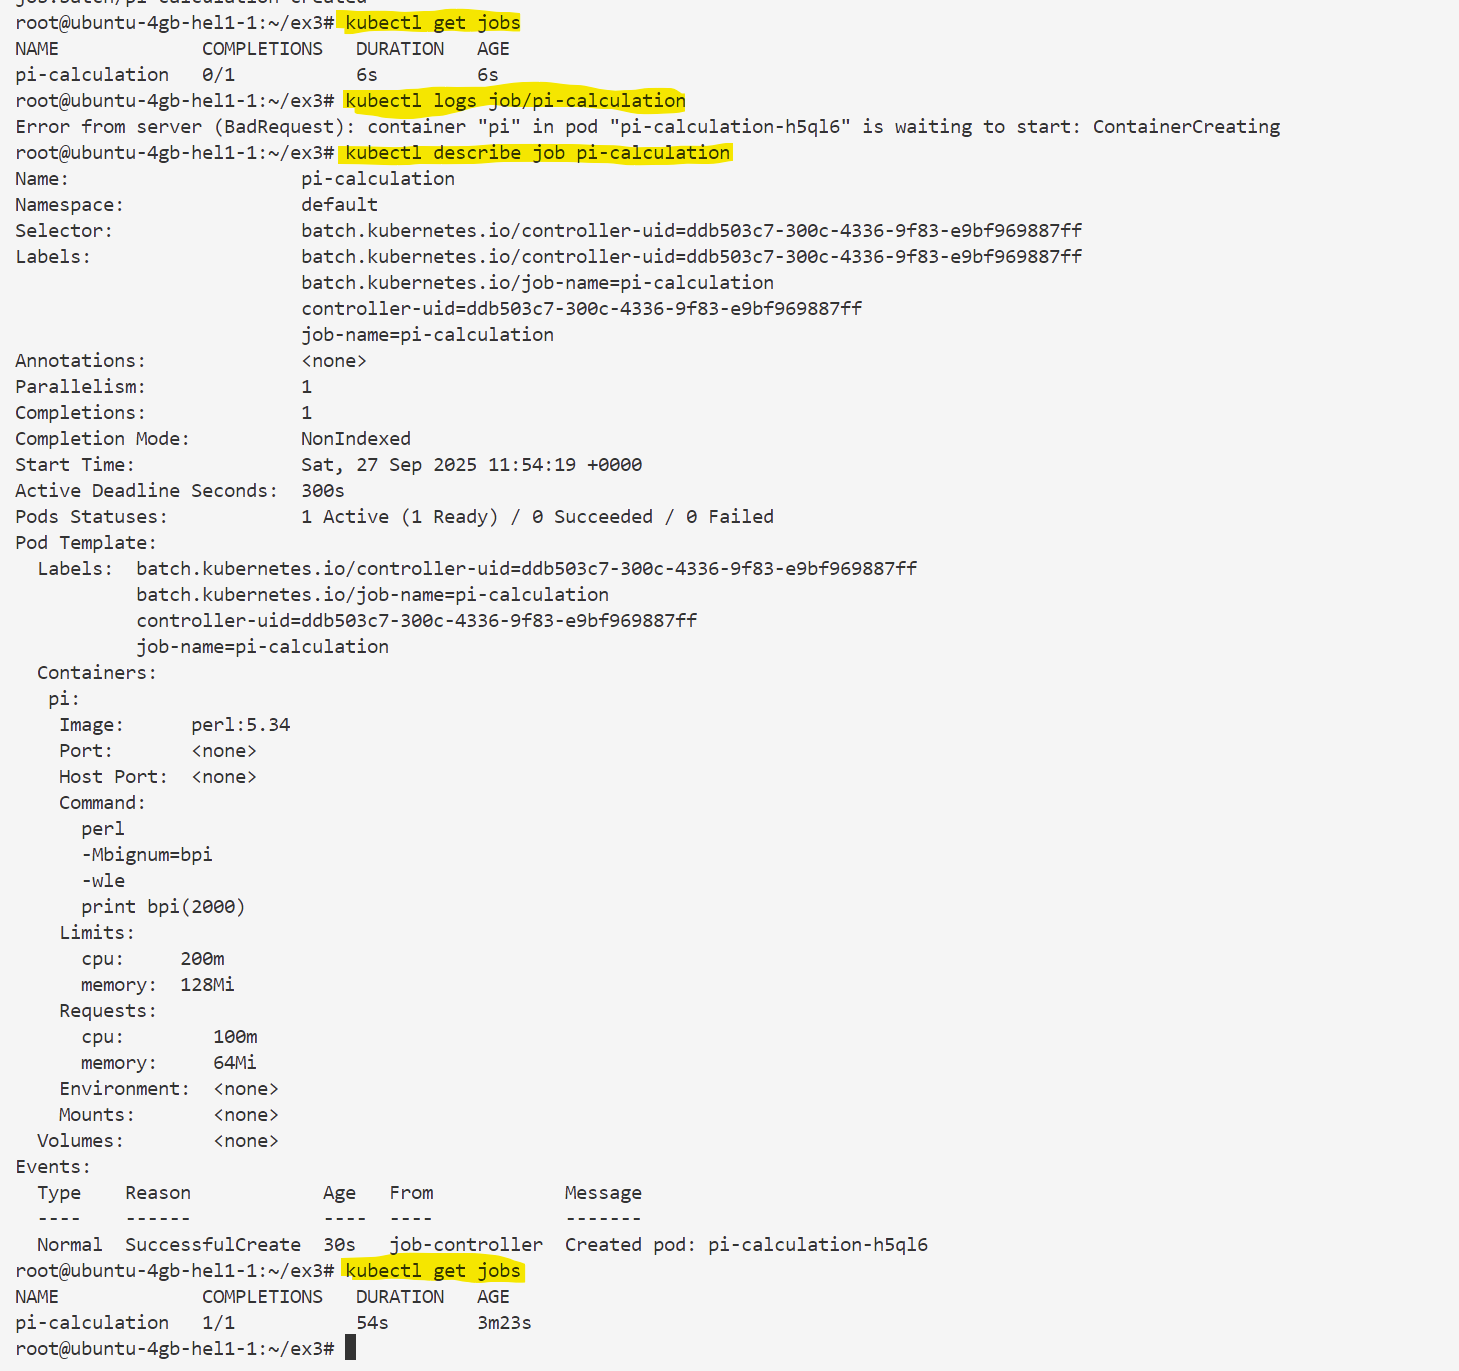 job.batch/pi-calculation created
root@ubuntu-4gb-hel1-1:~/ex3# kubectl get jobs
NAME             COMPLETIONS   DURATION   AGE
pi-calculation   0/1           6s         6s
root@ubuntu-4gb-hel1-1:~/ex3# kubectl logs job/pi-calculation
Error from server (BadRequest): container "pi" in pod "pi-calculation-h5ql6" is waiting to start: ContainerCreating
root@ubuntu-4gb-hel1-1:~/ex3# kubectl describe job pi-calculation
Name:                     pi-calculation
Namespace:                default
Selector:                 batch.kubernetes.io/controller-uid=ddb503c7-300c-4336-9f83-e9bf969887ff
Labels:                   batch.kubernetes.io/controller-uid=ddb503c7-300c-4336-9f83-e9bf969887ff
                          batch.kubernetes.io/job-name=pi-calculation
                          controller-uid=ddb503c7-300c-4336-9f83-e9bf969887ff
                          job-name=pi-calculation
Annotations:              <none>
Parallelism:              1
Completions:              1
Completion Mode:          NonIndexed
Start Time:               Sat, 27 Sep 2025 11:54:19 +0000
Active Deadline Seconds:  300s
Pods Statuses:            1 Active (1 Ready) / 0 Succeeded / 0 Failed
Pod Template:
  Labels:  batch.kubernetes.io/controller-uid=ddb503c7-300c-4336-9f83-e9bf969887ff
           batch.kubernetes.io/job-name=pi-calculation
           controller-uid=ddb503c7-300c-4336-9f83-e9bf969887ff
           job-name=pi-calculation
  Containers:
   pi:
    Image:      perl:5.34
    Port:       <none>
    Host Port:  <none>
    Command:
      perl
      -Mbignum=bpi
      -wle
      print bpi(2000)
    Limits:
      cpu:     200m
      memory:  128Mi
    Requests:
      cpu:        100m
      memory:     64Mi
    Environment:  <none>
    Mounts:       <none>
  Volumes:        <none>
Events:
  Type    Reason            Age   From            Message
  ----    ------            ----  ----            -------
  Normal  SuccessfulCreate  30s   job-controller  Created pod: pi-calculation-h5ql6
root@ubuntu-4gb-hel1-1:~/ex3# kubectl get jobs
NAME             COMPLETIONS   DURATION   AGE
pi-calculation   1/1           54s        3m23s
root@ubuntu-4gb-hel1-1:~/ex3#